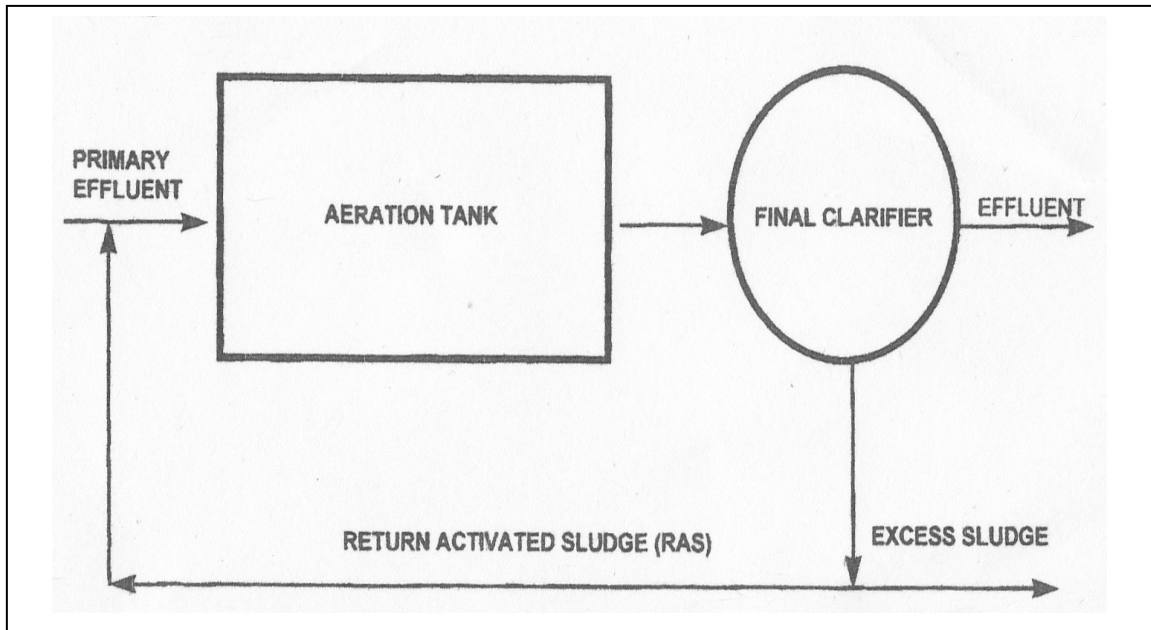 PRIMARY
EFFLUENT
AERATION TANK
FINAL CLARIFIER
EFFLUENT
RETURN ACTIVATED SLUDGE (RAS)
EXCESS SLUDGE